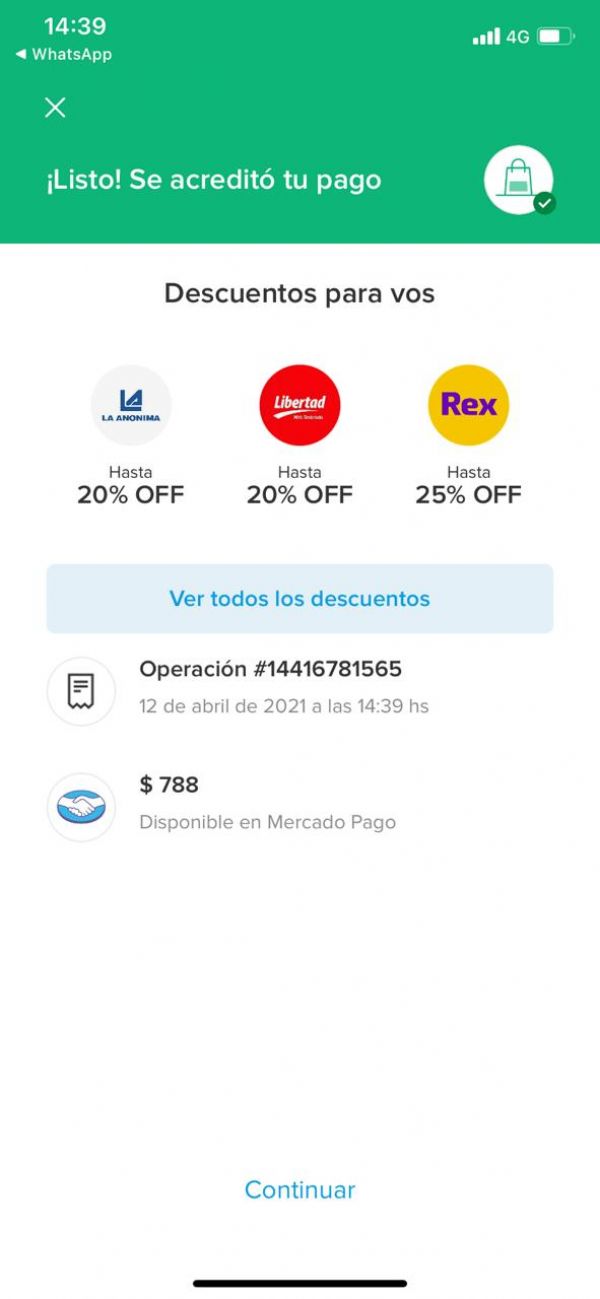 14:39
4G
◀ WhatsApp
¡Listo! Se acreditó tu pago
Descuentos para vos
LA ANONIMA
Libertad
Rex
Hasta
Hasta
Hasta
20% OFF
20% OFF
25% OFF
Ver todos los descuentos
Operación #14416781565
12 de abril de 2021 a las 14:39 hs
$ 788
Disponible en Mercado Pago
Continuar